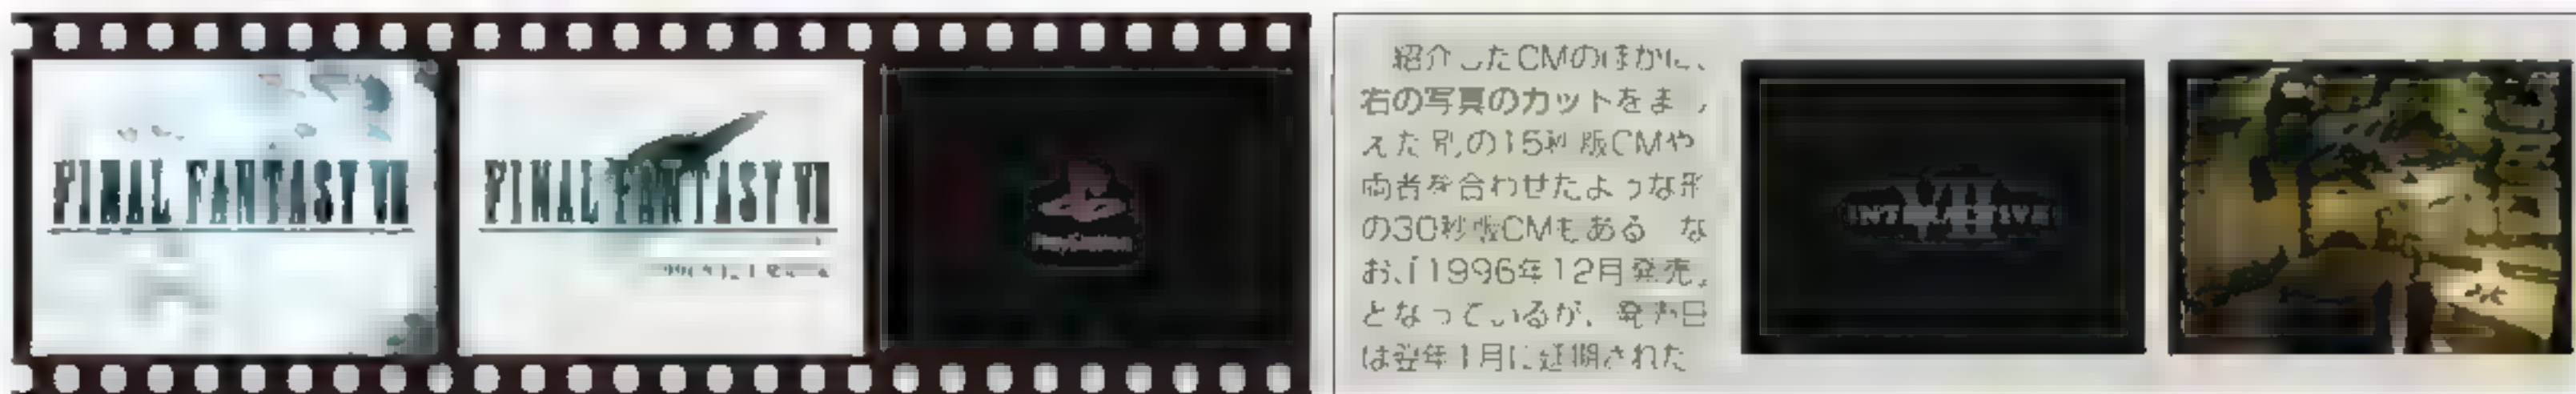 FINAL FANTASY VII
FINAL FANTASY VII
紹介したCMのほかに、
右の写真のカットをま
えた別の15秒版CMや
両者を合わせたような形
の30秒版CMもある な
お、「1996年12月発売」
となっているが、発売日
は翌年1月に延期された